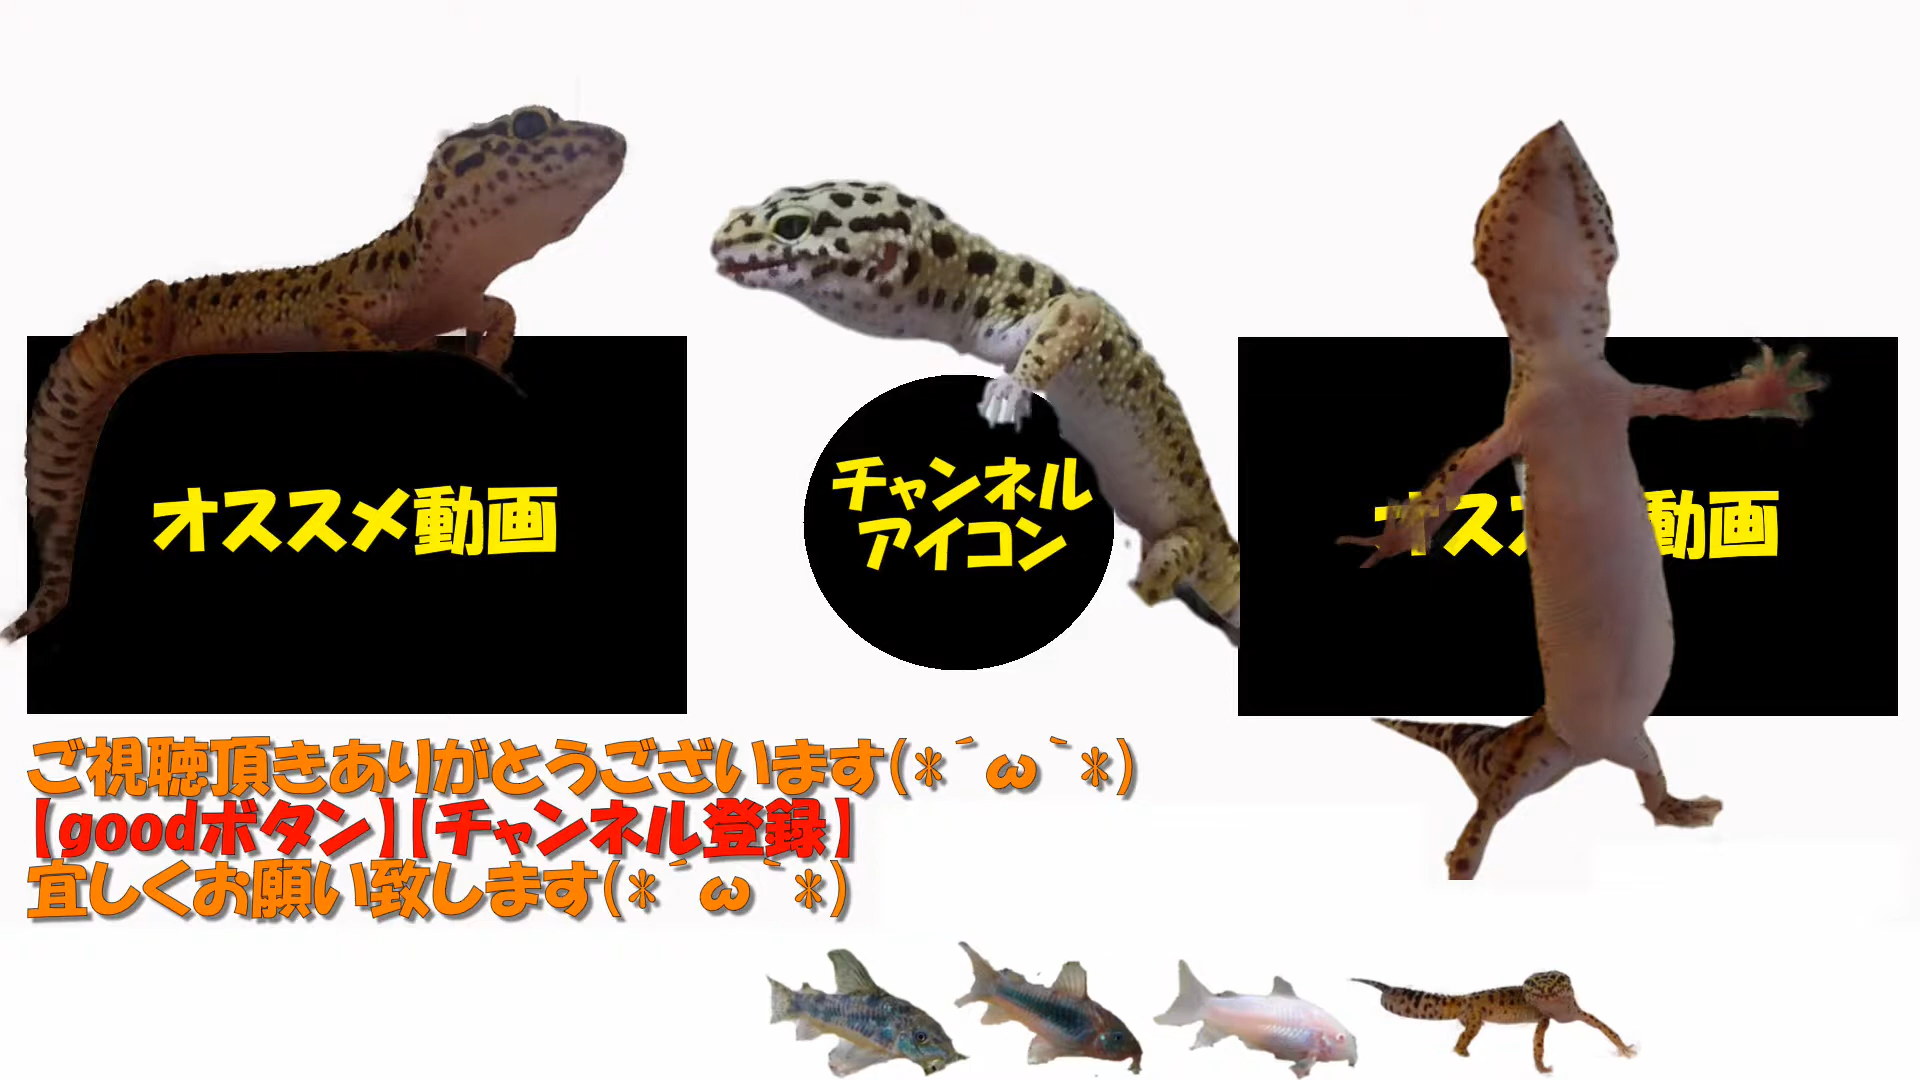 オススメ動画
チャンネル
アイコン
オス 動画
ご視聴頂きありがとうございます(*´ω`*)
【goodボタン】【チャンネル登録】
宜しくお願い致します(*´ω`*)